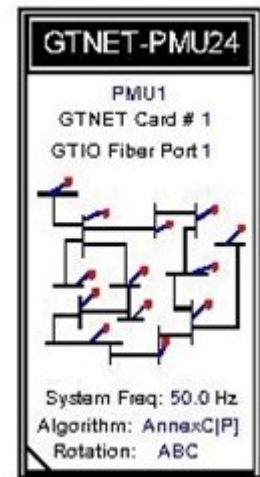 GTNET-PMU24
PMU1
GTNET Card # 1
GTIO Fiber Port 1
System Freq: 50.0 Hz
Algorithm: AnnexC[P]
Rotation: ABC